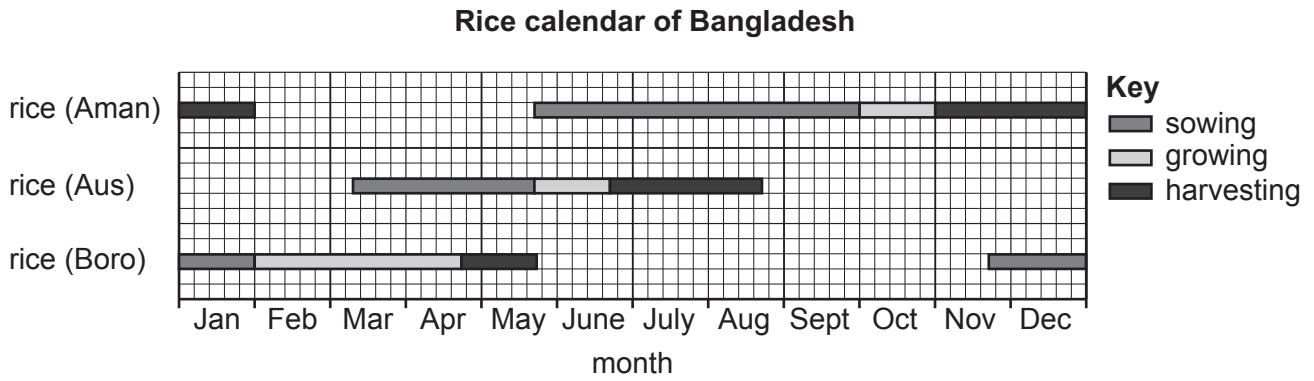 Rice calendar of Bangladesh
rice (Aman)
rice (Aus)
rice (Boro)
Jan Feb Mar Apr May June July Aug Sept Oct Nov Dec
month
Key
sowing
growing
harvesting